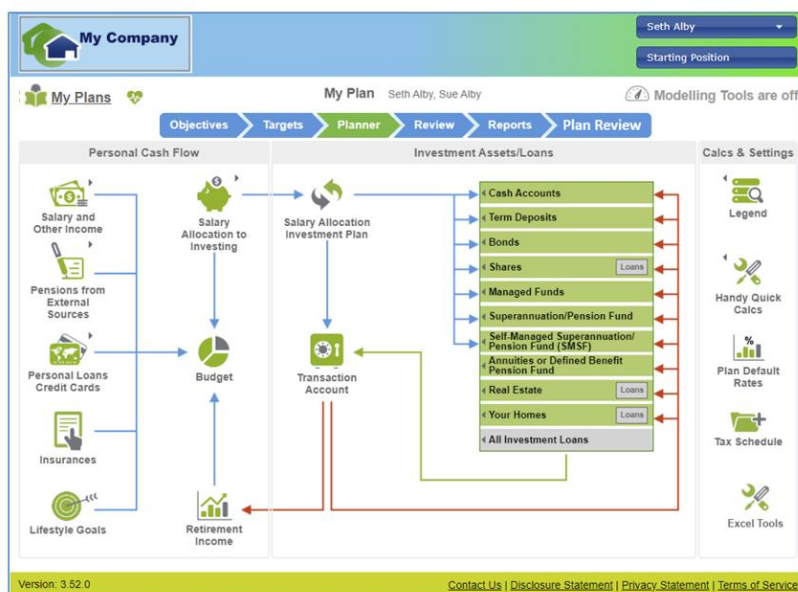 My Company
Seth Alby
Starting Position
My Plans
My Plan Seth Alby, Sue Alby
Modelling Tools are off
Objectives
Targets
Planner
Review
Reports
Plan Review
Personal Cash Flow
Investment Assets/Loans
Calcs & Settings
Salary and
Other Income
Pensions from
External
Sources
Personal Loans
Credit Cards
Insurances
Lifestyle Goals
Salary
Allocation to
Investing
Budget
Retirement
Income
Salary Allocation
Investment Plan
Transaction
Account
Cash Accounts
Term Deposits
Bonds
Shares
Loans
Managed Funds
Superannuation/Pension Fund
Self-Managed Superannuation/
Pension Fund (SMSF)
Annuities or Defined Benefit
Pension Fund
Real Estate
Loans
Your Homes
Loans
All Investment Loans
Legend
Handy Quick
Calcs
%
Plan Default
Rates
Tax Schedule
Excel Tools
Version: 3.52.0
Contact Us | Disclosure Statement | Privacy Statement | Terms of Service